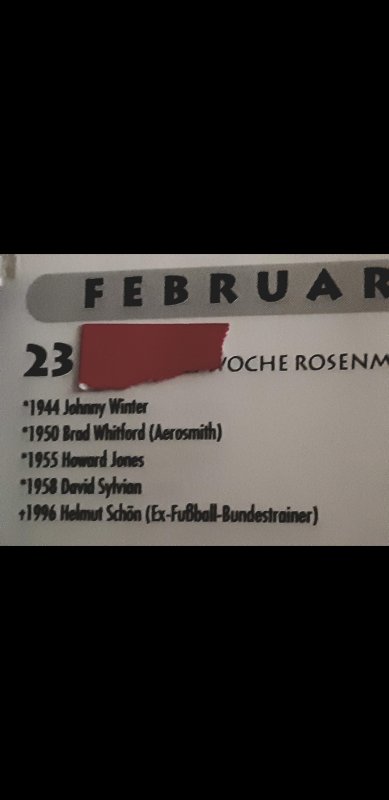 FEBRUAR
23
WOCHE ROSENM
*1944 Johnny Winter
*1950 Brad Whitford (Aerosmith)
*1955 Howard Jones
*1958 David Sylvian
+1996 Helmut Schön (Ex-Fußball-Bundestrainer)